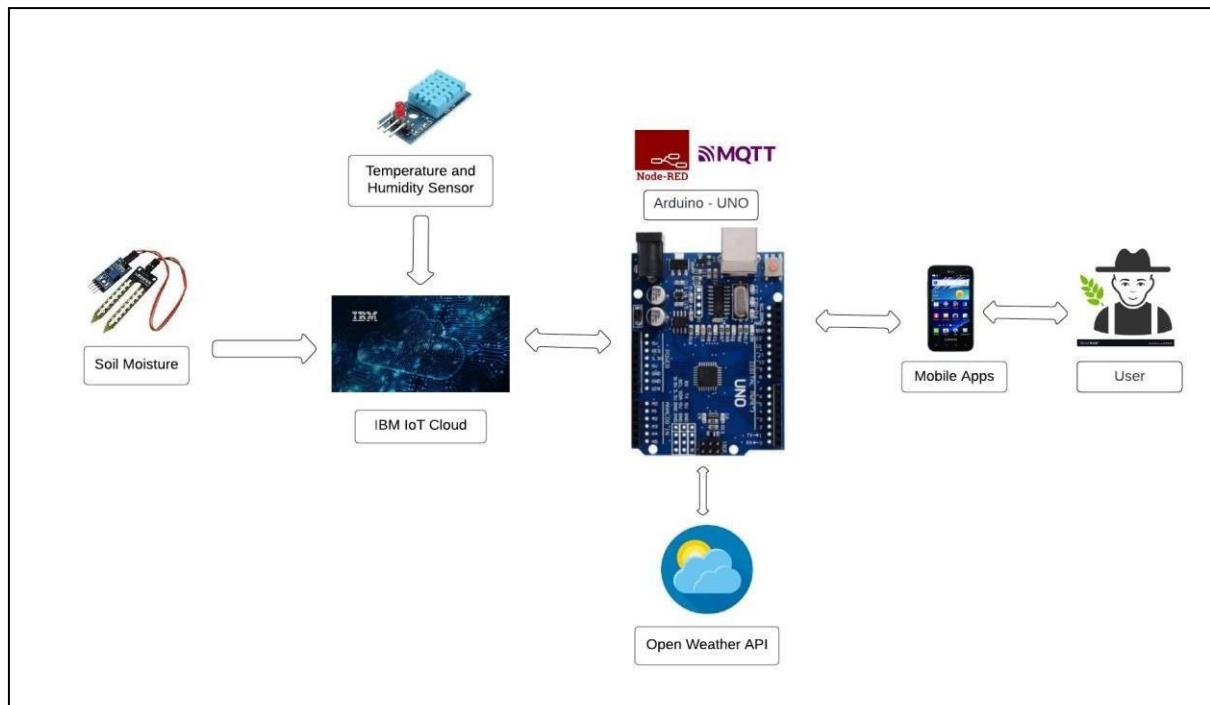 Temperature and
Humidity Sensor
Node-RED
MQTT
Arduino - UNO
IBM
Soil Moisture
IBM IoT Cloud
UNO
Mobile Apps
User
Open Weather API